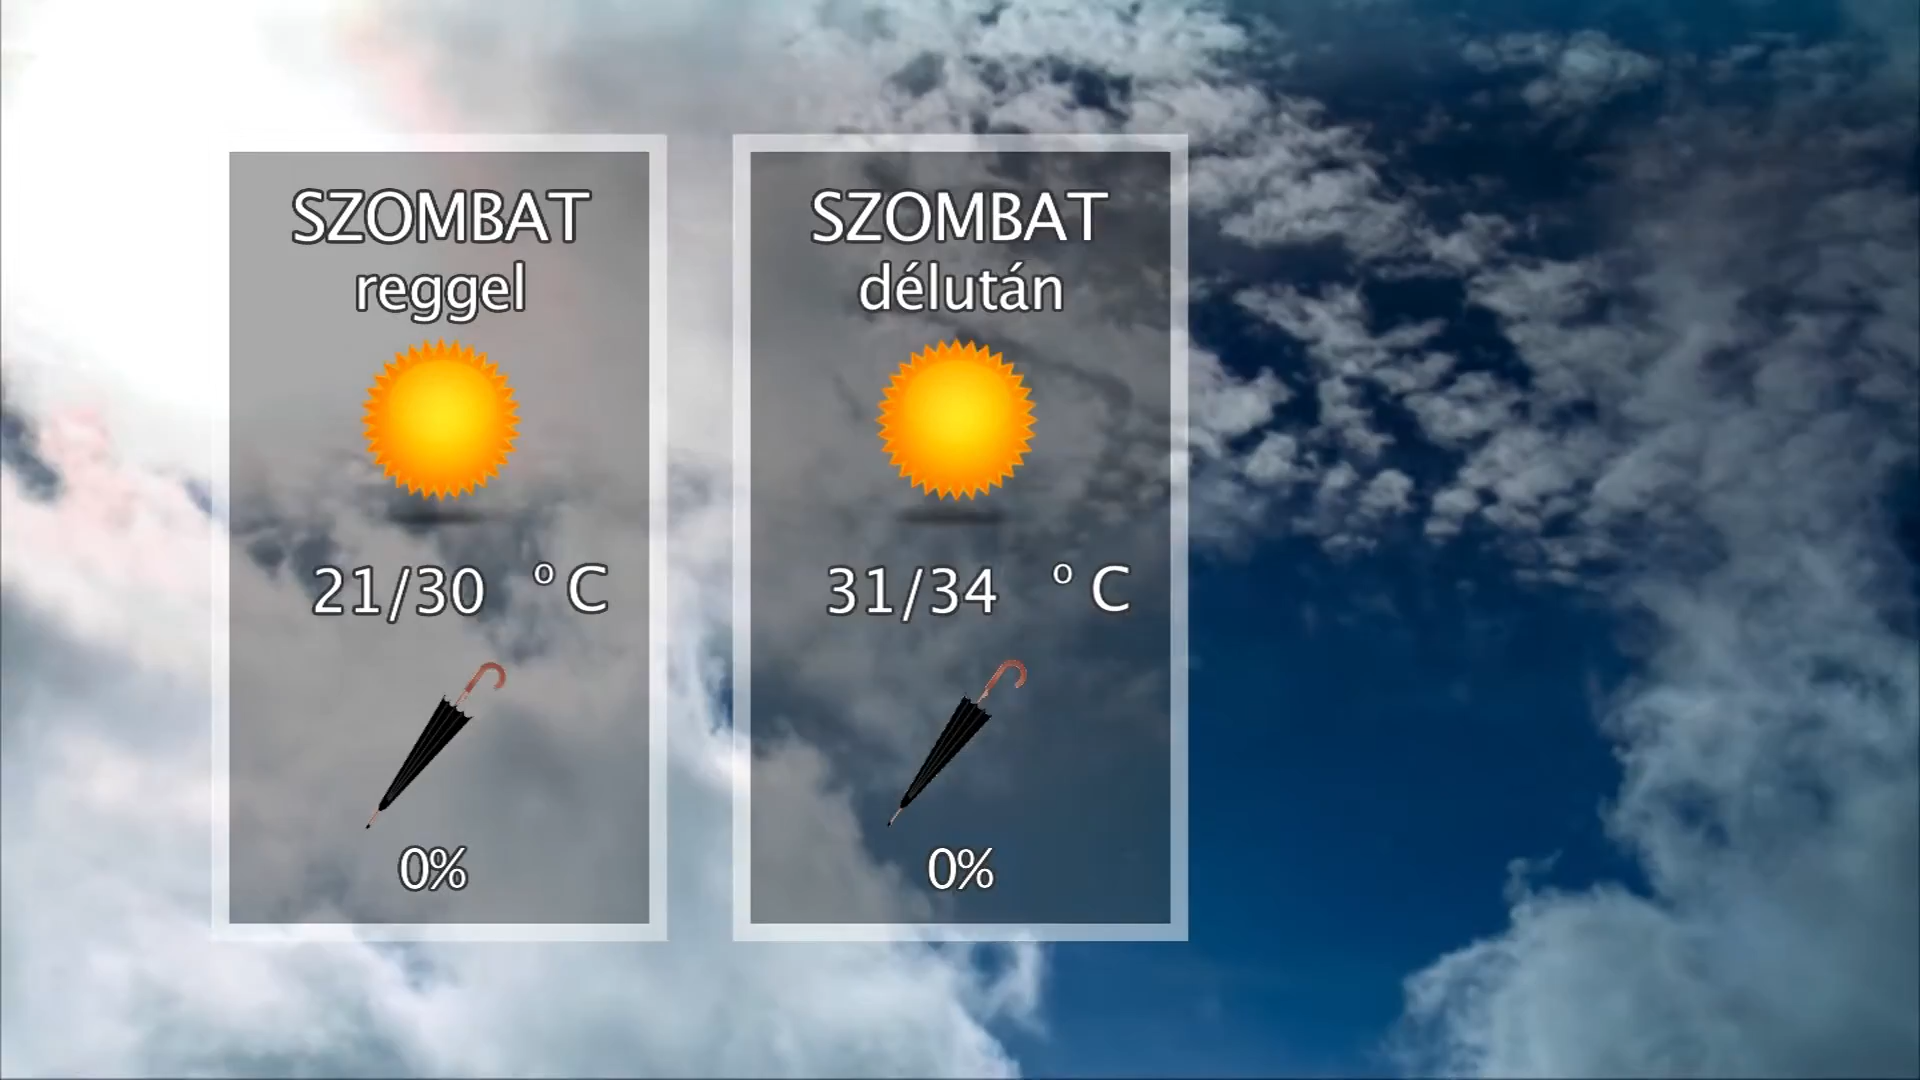 SZOMBAT
reggel
21/30 °C
0%
SZOMBAT
délután
31/34 °C
0%